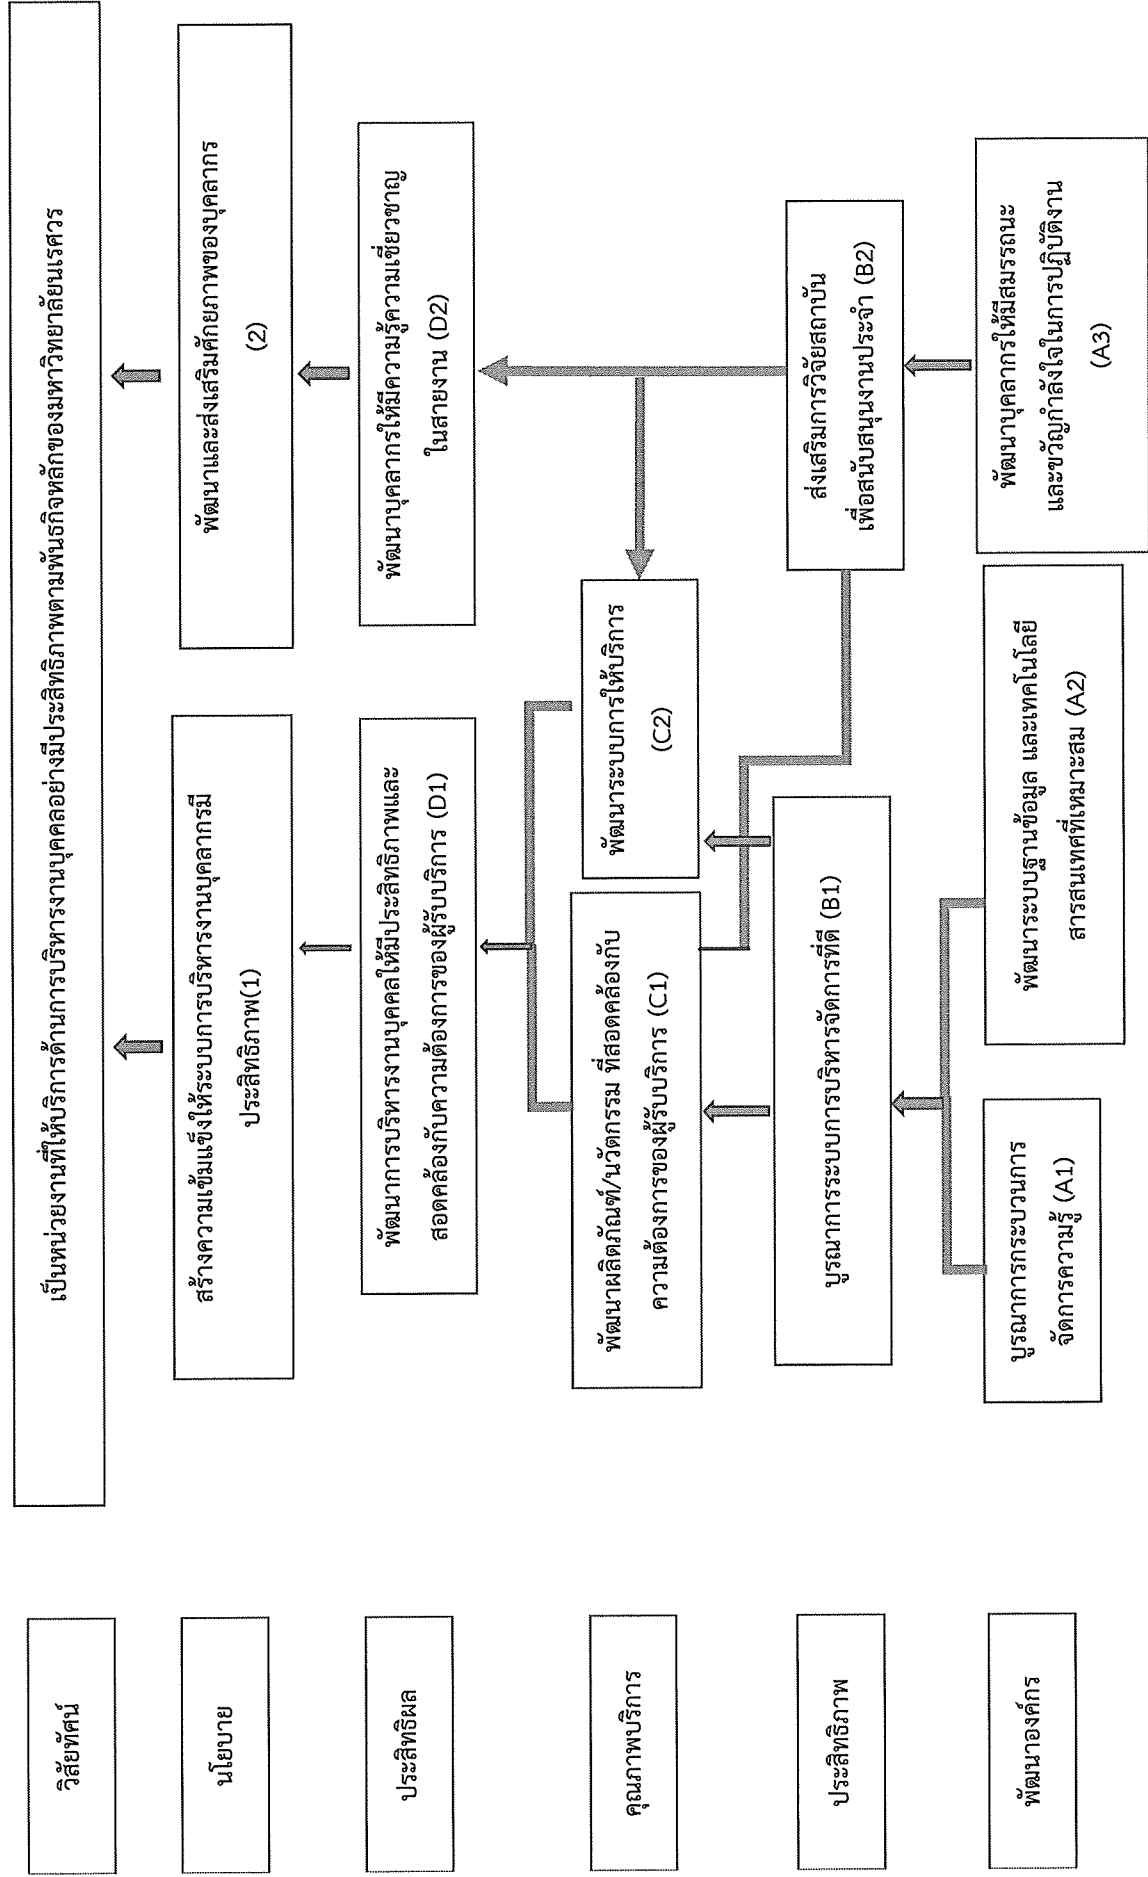 วิสัยทัศน์
เป็นหน่วยงานที่ให้บริการด้านการบริหารงานบุคคลอย่างมีประสิทธิภาพตามพันธกิจหลักของมหาวิทยาลัยนเรศวร
นโยบาย
สร้างความเข้มแข็งให้ระบบการบริหารงานบุคลากรมี
ประสิทธิภาพ(1)
พัฒนาและส่งเสริมศักยภาพของบุคลากร
(2)
ประสิทธิผล
พัฒนาการบริหารงานบุคคลให้มีประสิทธิภาพและ
สอดคล้องกับความต้องการของผู้รับบริการ (D1)
พัฒนาบุคลากรให้มีความรู้ความเชี่ยวชาญ
ในสายงาน (D2)
คุณภาพบริการ
พัฒนาผลิตภัณฑ์/นวัตกรรม ที่สอดคล้องกับ
ความต้องการของผู้รับบริการ (C1)
พัฒนาระบบการให้บริการ
(C2)
ประสิทธิภาพ
บูรณาการระบบการบริหารจัดการที่ดี (B1)
ส่งเสริมการวิจัยสถาบัน
เพื่อสนับสนุนงานประจำ (B2)
พัฒนาองค์กร
บูรณาการกระบวนการ
จัดการความรู้ (A1)
พัฒนาระบบฐานข้อมูล และเทคโนโลยี
สารสนเทศที่เหมาะสม (A2)
พัฒนาบุคลากรให้มีสมรรถนะ
และขวัญกำลังใจในการปฏิบัติงาน
(A3)